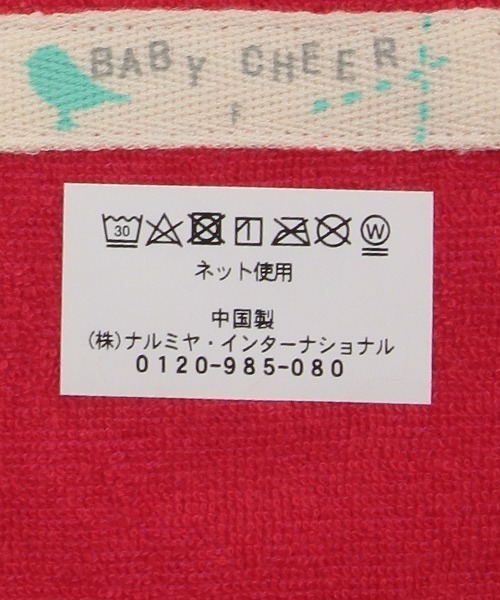 BABY CHEER
F
30 W
ネット使用
中国製
(株)ナルミヤ・インターナショナル
0120-985-080